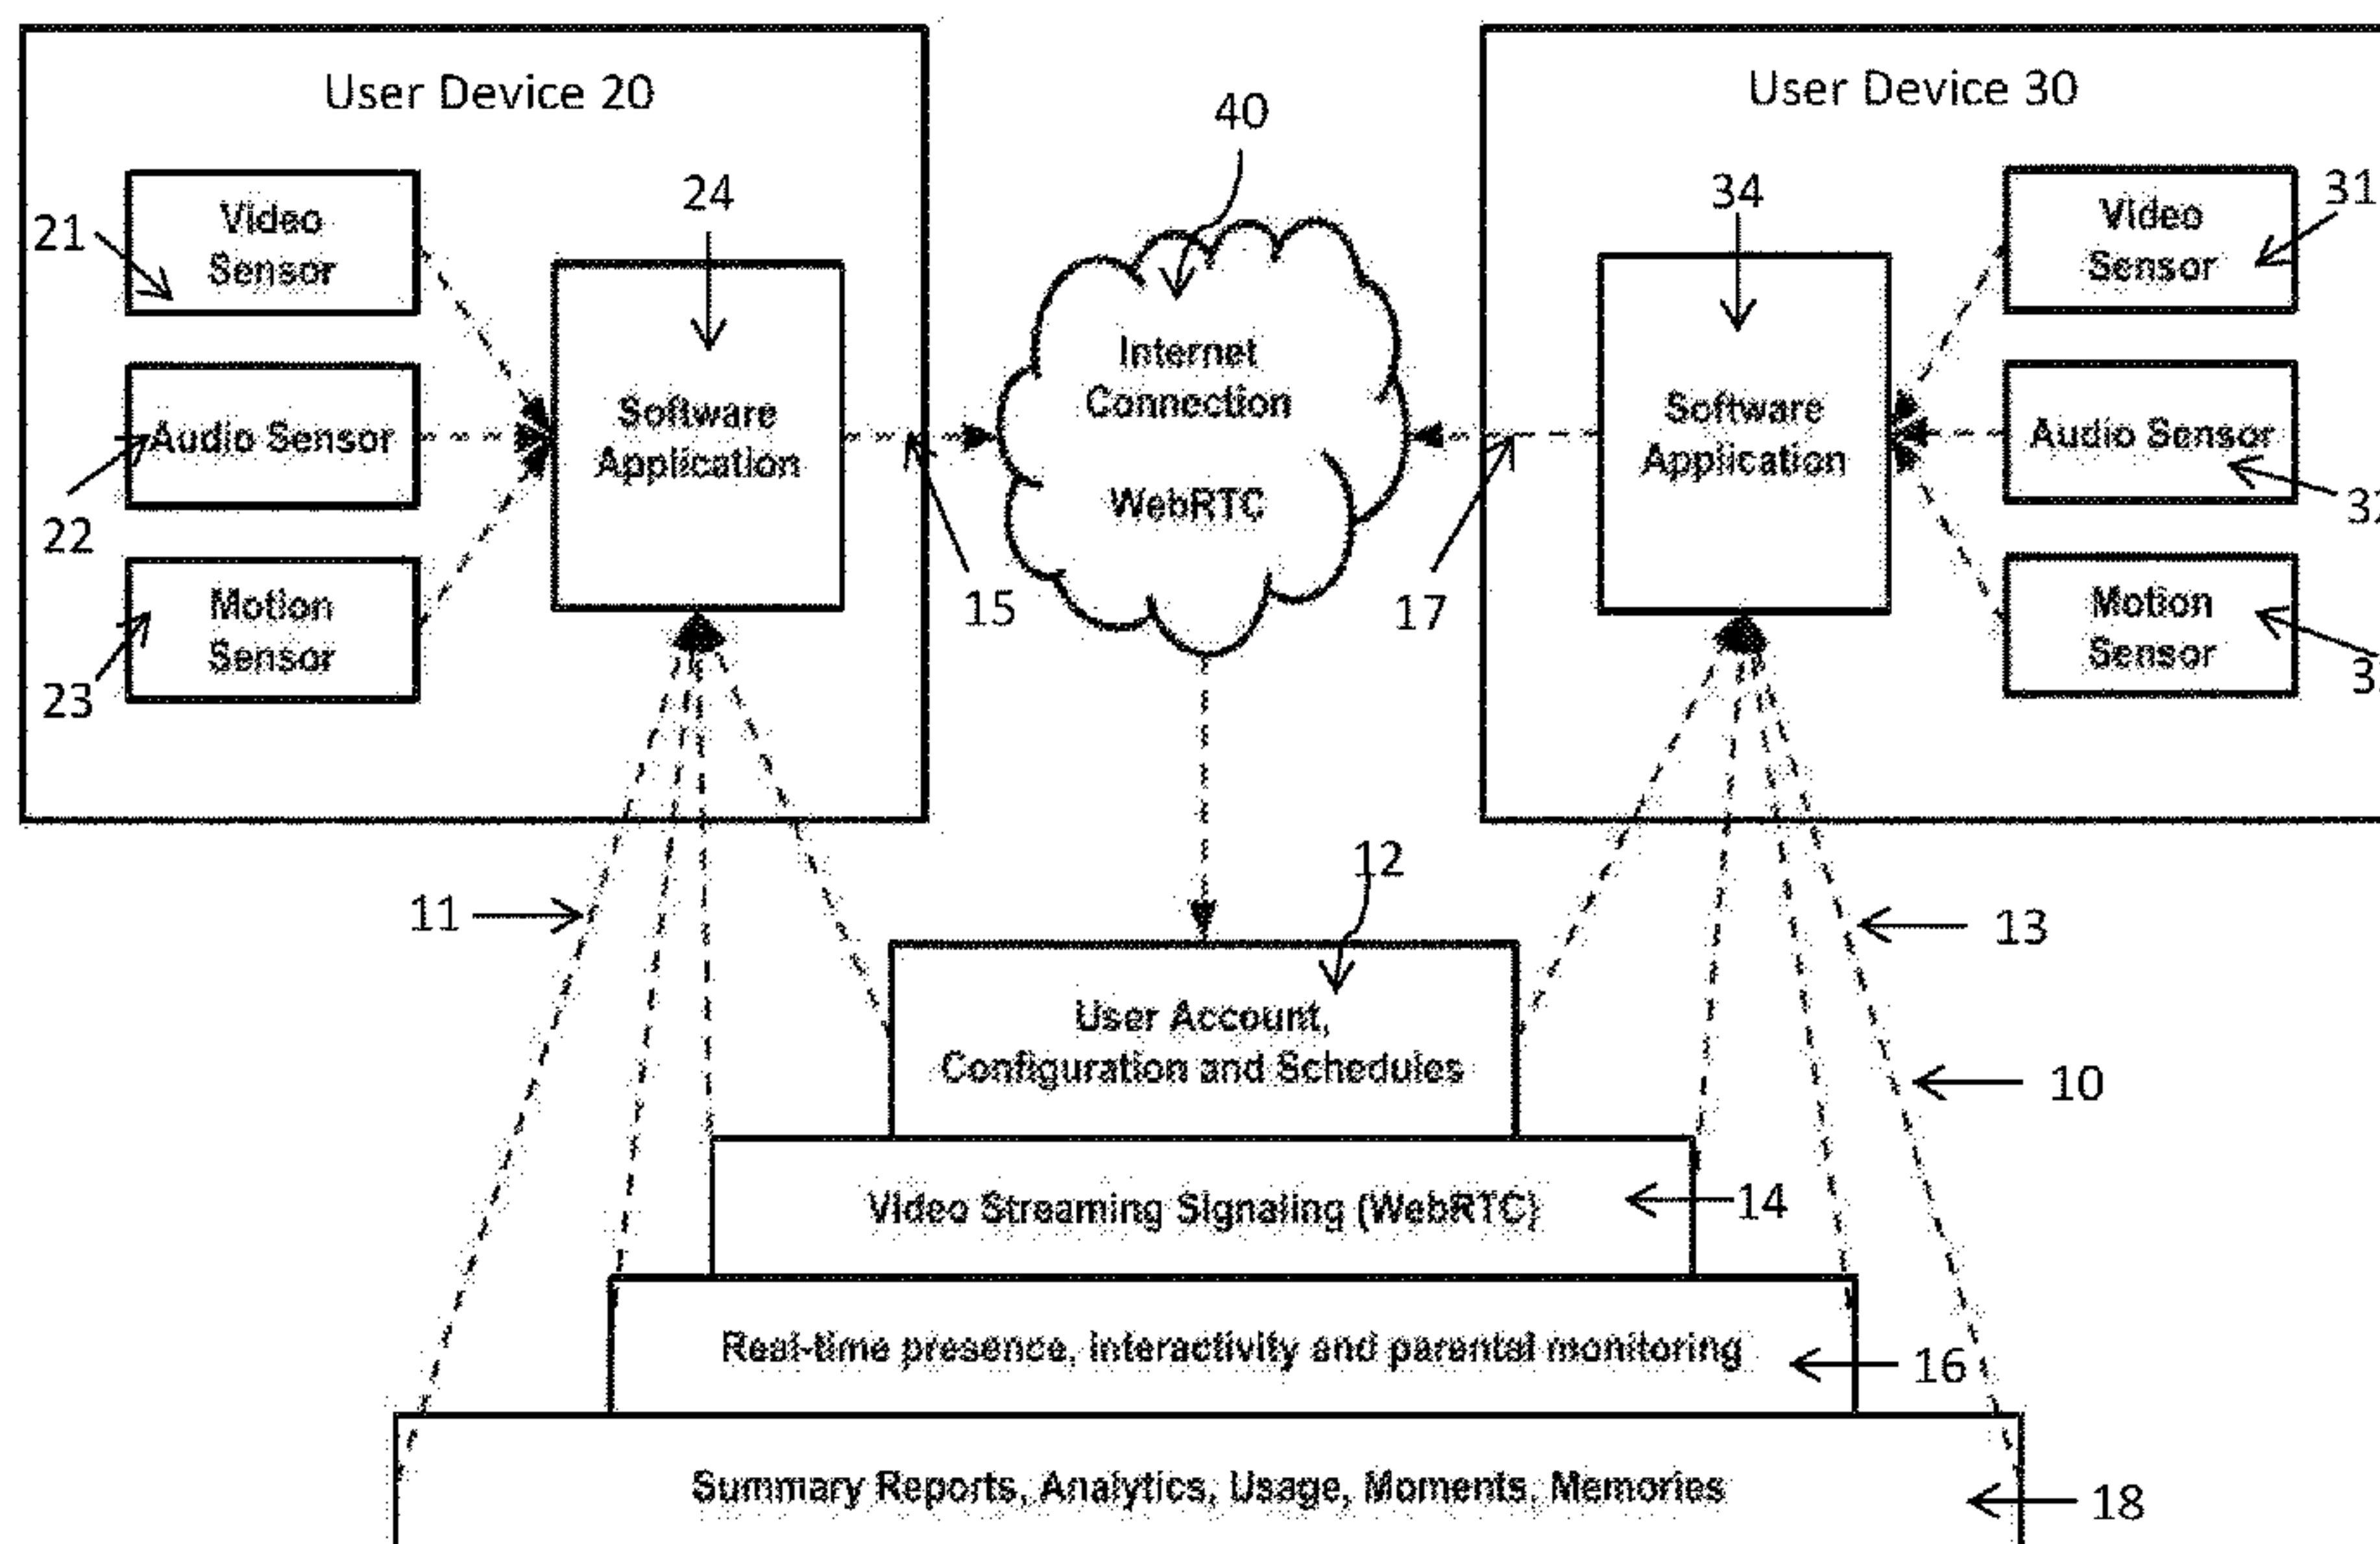 User Device 20
User Device 30
40
21
Video
Sensor
24
34
Video
Sensor
31
Internet
Connection
WebRTC
22
Audio Sensor
Software
Application
Software
Application
Audio Sensor
23
Motion
Sensor
15
17
Motion
Sensor
11
12
13
User Account,
Configuration and Schedules
10
Video Streaming Signaling (WebRTC)
14
Real-time presence, interactivity and parental monitoring
16
Summary Reports, Analytics, Usage, Moments, Memories
18